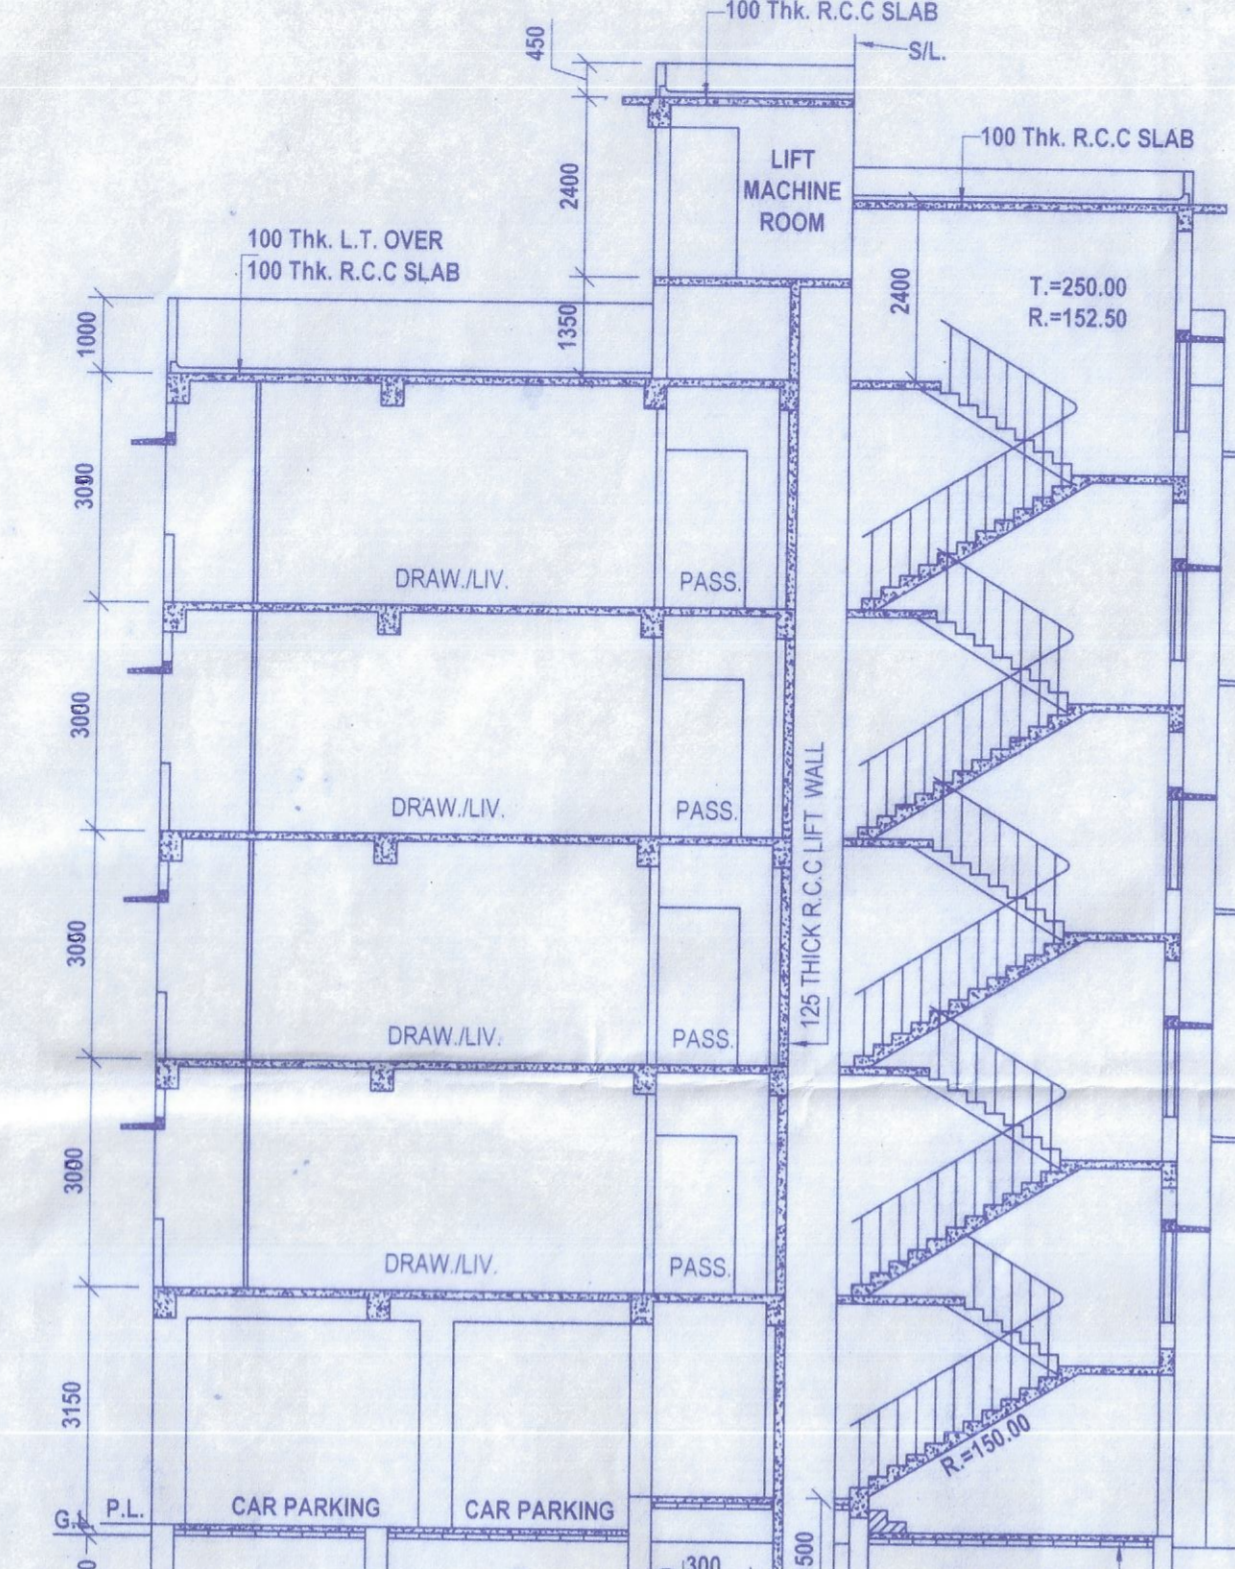 100 Thk. R.C.C SLAB
450
S/L.
100 Thk. R.C.C SLAB
LIFT
MACHINE
ROOM
2400
100 Thk. L.T. OVER
100 Thk. R.C.C SLAB
T.=250.00
R.=152.50
2400
1000
1350
3000
DRAW./LIV.
PASS.
3000
DRAW./LIV.
PASS.
125 THICK R.C.C LIFT WALL
3000
DRAW./LIV.
PASS.
3000
DRAW./LIV.
PASS.
3150
R.=150.00
P.L.
CAR PARKING
CAR PARKING
500
300